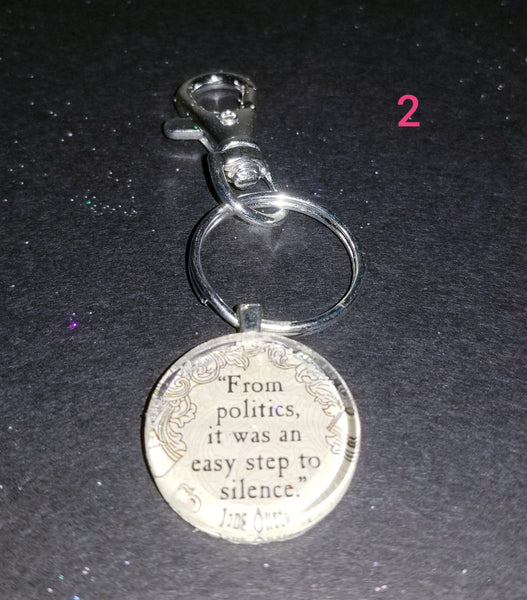 2
“From
politics,
it was an
easy step to
silence.”